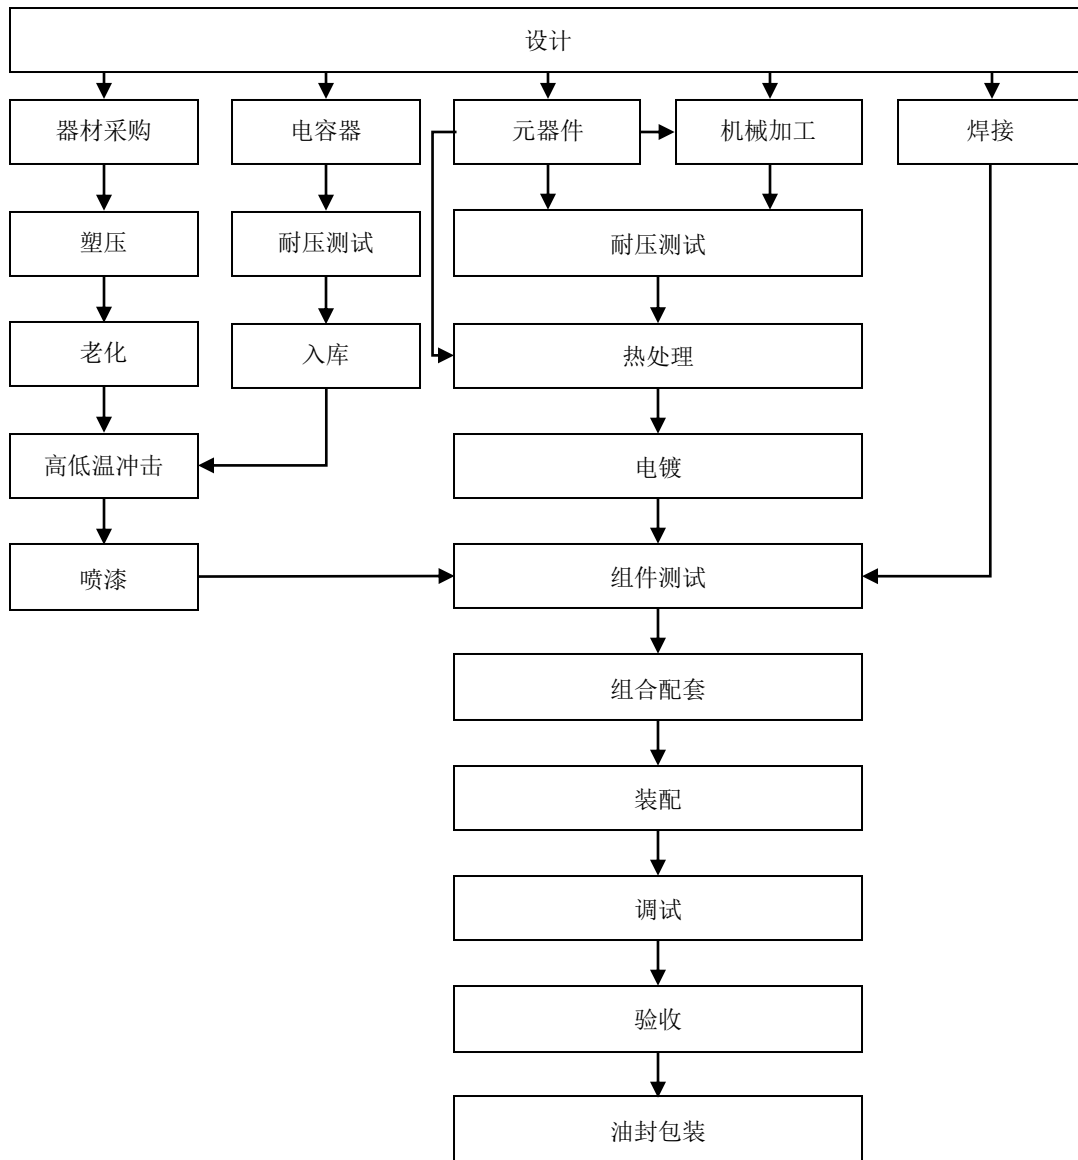 设计
器材采购
电容器
元器件
机械加工
焊接
塑压
耐压测试
耐压测试
老化
入库
热处理
高低温冲击
电镀
喷漆
组件测试
组合配套
装配
调试
验收
油封包装